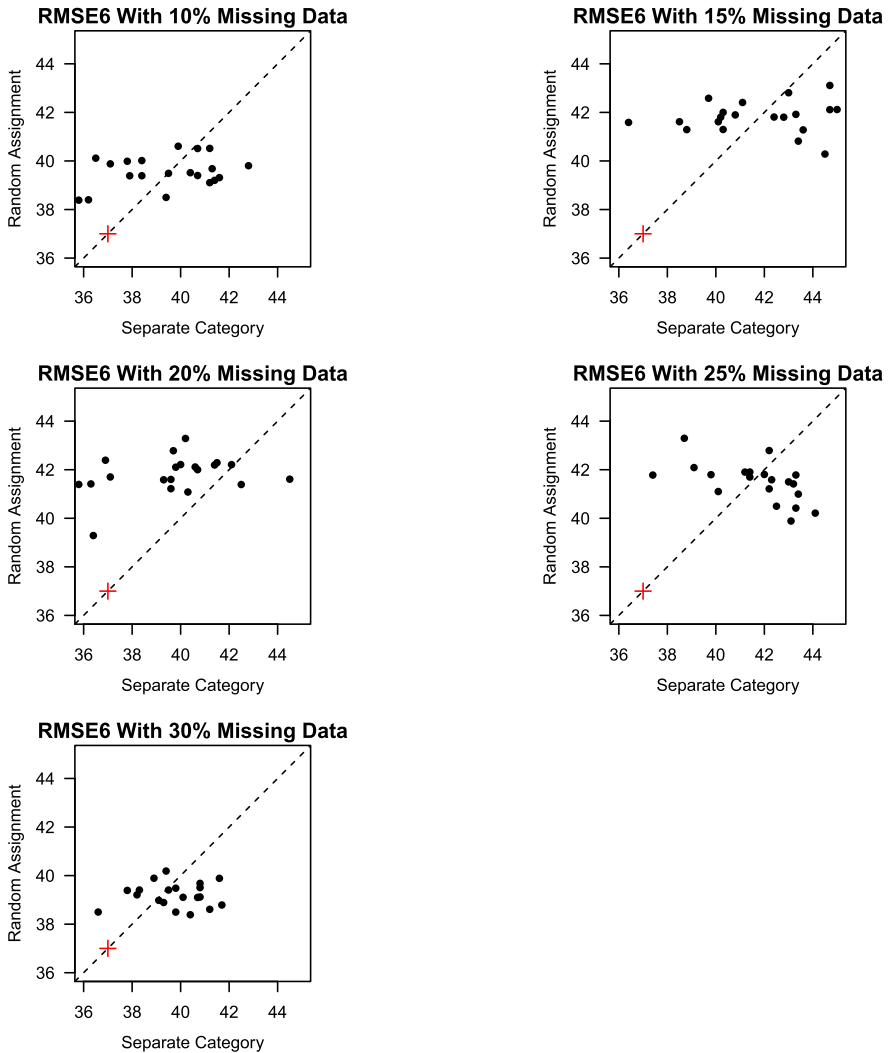 RMSE6 With 10% Missing Data
44
42
40
38
36
Random Assignment
36 38 40 42 44
Separate Category
RMSE6 With 15% Missing Data
44
42
40
38
36
Random Assignment
36 38 40 42 44
Separate Category
RMSE6 With 20% Missing Data
44
42
40
38
36
Random Assignment
36 38 40 42 44
Separate Category
RMSE6 With 25% Missing Data
44
42
40
38
36
Random Assignment
36 38 40 42 44
Separate Category
RMSE6 With 30% Missing Data
44
42
40
38
36
Random Assignment
36 38 40 42 44
Separate Category